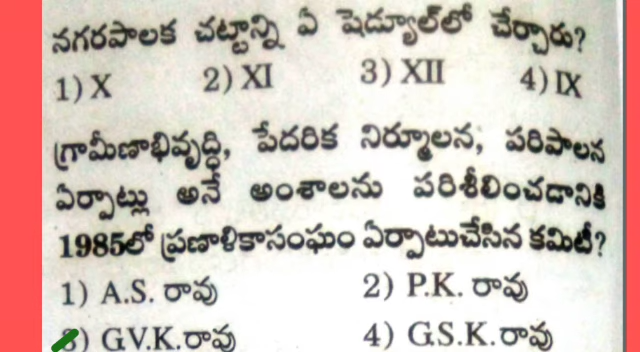 నగరపాలక చట్టాన్ని ఏ షెడ్యూల్‌లో చేర్చారు?
1) X 2) XI 3) XII 4) IX
గ్రామీణాభివృద్ధి, పేదరిక నిర్మూలన, పరిపాలన
ఏర్పాట్లు అనే అంశాలను పరిశీలించడానికి
1985లో ప్రణాళికాసంఘం ఏర్పాటుచేసిన కమిటీ?
1) A.S. రావు 2) P.K. రావు
3) G.V.K.రావు 4) G.S.K.రావు